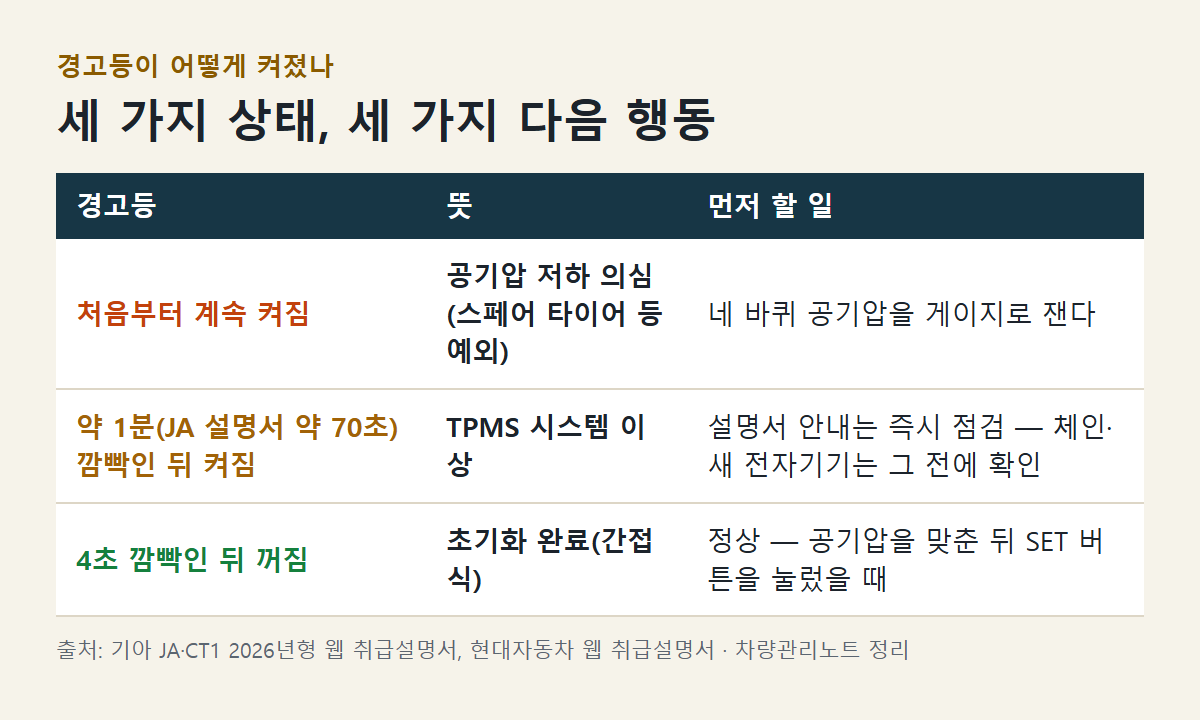 경고등이 어떻게 켜졌나
세 가지 상태, 세 가지 다음 행동
경고등 뜻 먼저 할 일
처음부터 계속 켜짐
공기압 저하 의심
(스페어 타이어 등
예외)
네 바퀴 공기압을 게이지로 잰다
약 1분(JA 설명서 약 70초)
깜빡인 뒤 켜짐
TPMS 시스템 이
상
설명서 안내는 즉시 점검 — 체인·
새 전자기기는 그 전에 확인
4초 깜빡인 뒤 꺼짐
초기화 완료(간접
식)
정상 — 공기압을 맞춘 뒤 SET 버
튼을 눌렀을 때
출처: 기아 JA·CT1 2026년형 웹 취급설명서, 현대자동차 웹 취급설명서 · 차량관리노트 정리